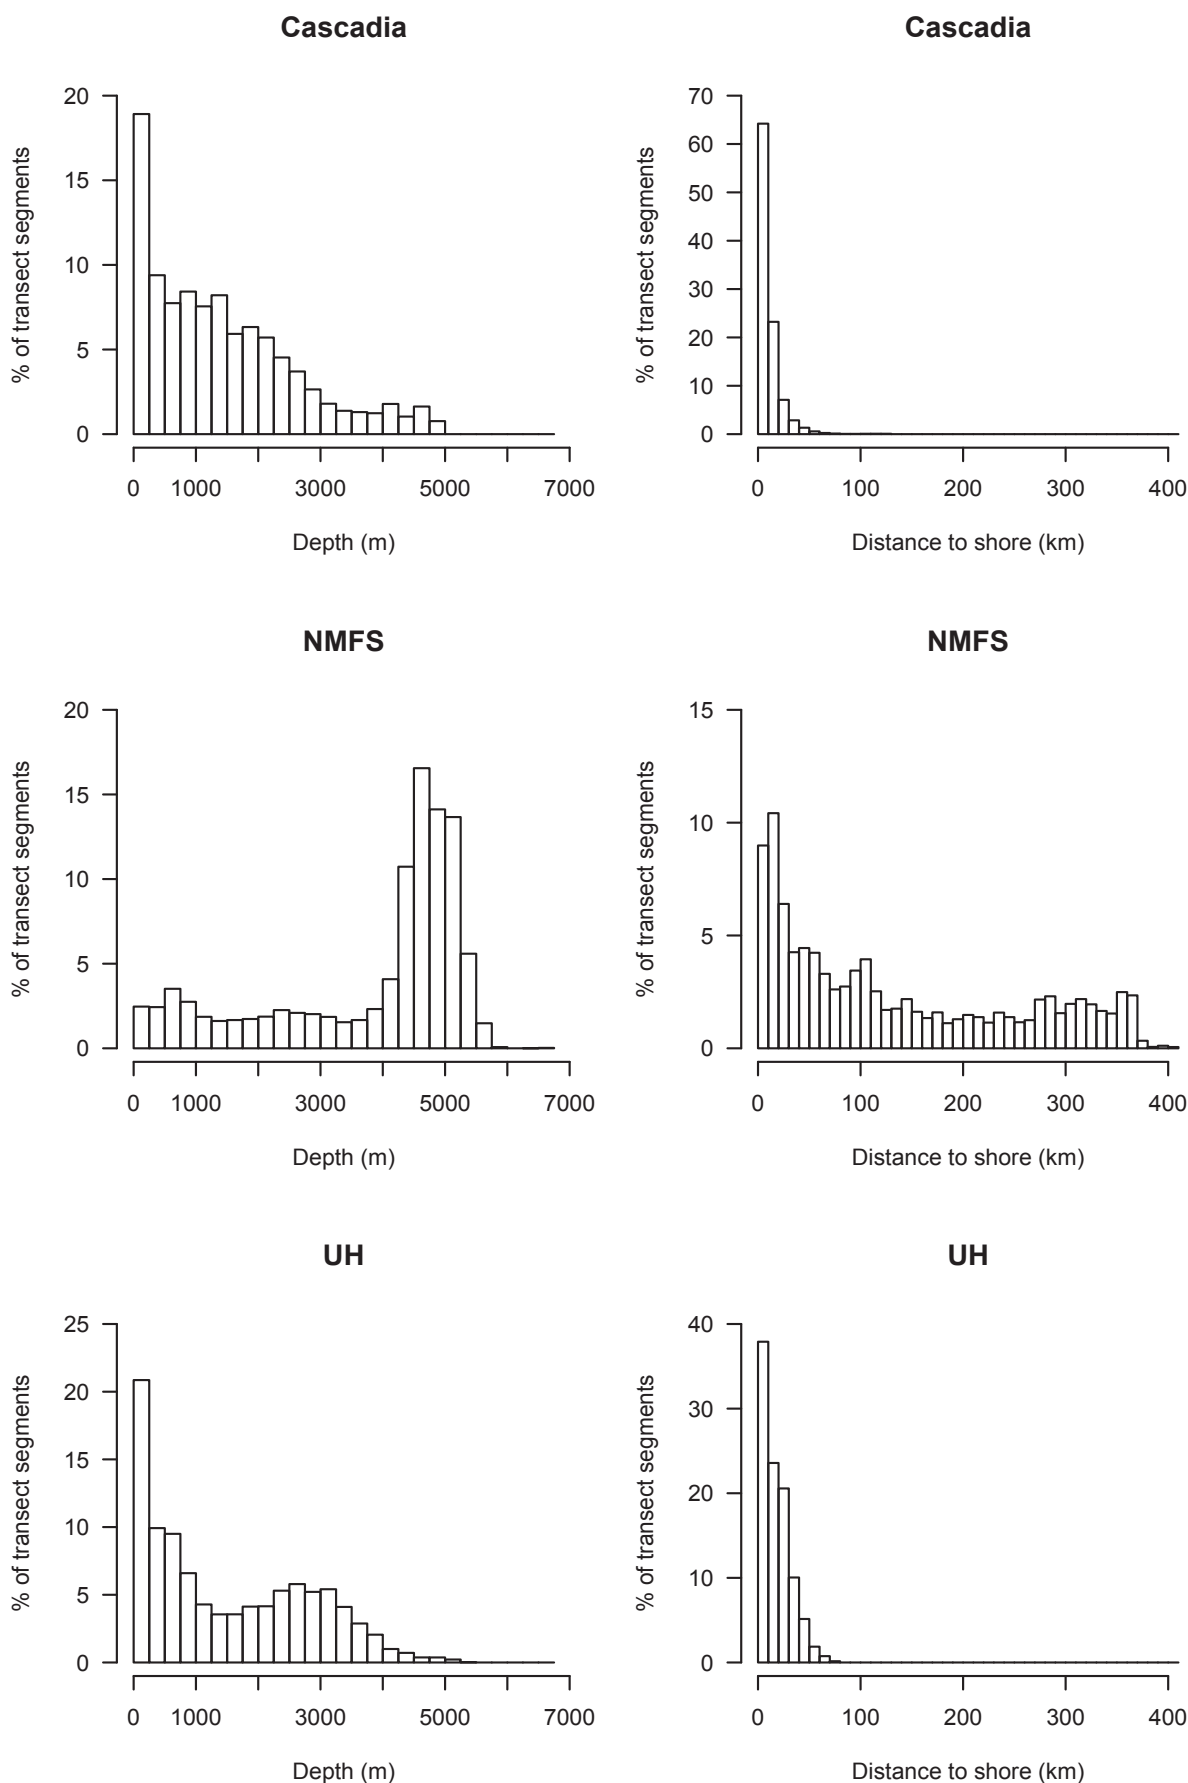 Cascadia
20
15
10
5
0
% of transect segments
0 1000 3000 5000 7000
Depth (m)
Cascadia
70
60
50
40
30
20
10
0
% of transect segments
0 100 200 300 400
Distance to shore (km)
NMFS
20
15
10
5
0
% of transect segments
0 1000 3000 5000 7000
Depth (m)
NMFS
15
10
5
0
% of transect segments
0 100 200 300 400
Distance to shore (km)
UH
25
20
15
10
5
0
% of transect segments
0 1000 3000 5000 7000
Depth (m)
UH
40
30
20
10
0
% of transect segments
0 100 200 300 400
Distance to shore (km)